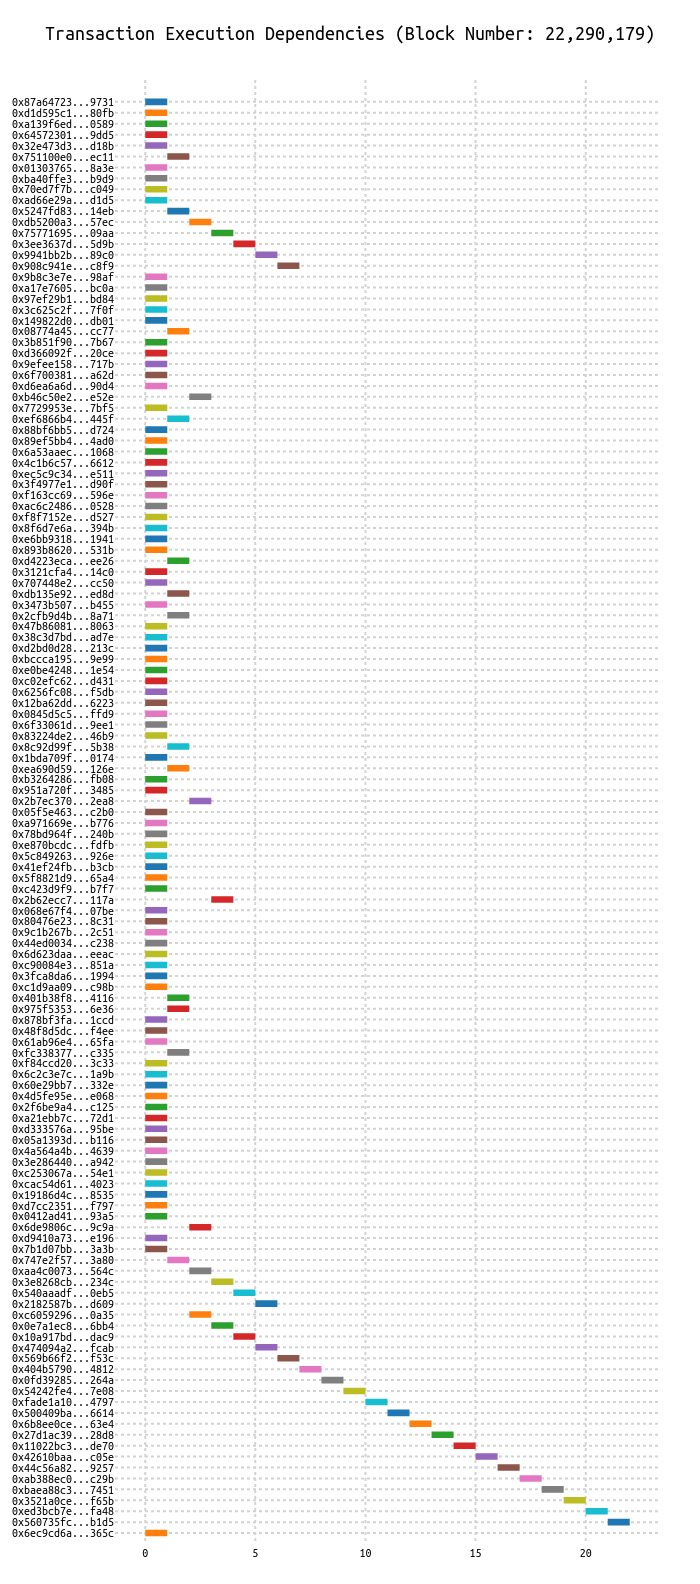 Transaction Execution Dependencies (Block Number: 22,290,179)
0x87a64723...9731
0xd1d595c1...80fb
0xa139f6ed...0589
0x64572301...9dd5
0x32e473d3...d18b
0x751100e0...ec11
0x01303765...8a3e
0xba40ffe3...b9d9
0x70ed7f7b...c049
0xad66e29a...d1d5
0x5247fd83...14eb
0xdb5200a3...57ec
0x75771695...09aa
0x3ee3637d...5d9b
0x9941bb2b...89c0
0x908c941e...c8f9
0x9b8c3e7e...98af
0xa17e7605...bc0a
0x97ef29b1...bd84
0x3c625c2f...7f0f
0x149822d0...db01
0x08774a45...cc77
0x3b851f90...7b67
0xd366092f...20ce
0x9efee158...717b
0x6f700381...a62d
0xd6ea6a6d...90d4
0xb46c50e2...e52e
0x7729953e...7bf5
0xef6866b4...445f
0x88bf6bb5...d724
0x89ef5bb4...4ad0
0x6a53aaec...1068
0x4c1b6c57...6612
0xec5c9c34...e511
0x3f4977e1...d90f
0xf163cc69...596e
0xac6c2486...0528
0xf8f7152e...d527
0x8f6d7e6a...394b
0xe6bb9318...1941
0x893b8620...531b
0xd4223eca...ee26
0x3121cfa4...14c0
0x707448e2...cc50
0xdb135e92...ed8d
0x3473b507...b455
0x2cfb9d4b...8a71
0x47b86081...8063
0x38c3d7bd...ad7e
0xd2bd0d28...213c
0xbccca195...9e99
0xe0be4248...1e54
0xc02efc62...d431
0x6256fc08...f5db
0x12ba62dd...6223
0x0845d5c5...ffd9
0x6f33061d...9ee1
0x83224de2...46b9
0x8c92d99f...5b38
0x1bda709f...0174
0xea690d59...126e
0xb3264286...fb08
0x951a720f...3485
0x2b7ec370...2ea8
0x05f5e463...c2b0
0xa971669e...b776
0x78bd964f...240b
0xe870bcdc...fdfb
0x5c849263...926e
0x41ef24fb...b3cb
0x5f8821d9...65a4
0xc423d9f9...b7f7
0x2b62ecc7...117a
0x068e67f4...07be
0x80476e23...8c31
0x9c1b267b...2c51
0x44ed0034...c238
0x6d623daa...eeac
0xc90084e3...851a
0x3fca8da6...1994
0xc1d9aa09...c98b
0x401b38f8...4116
0x975f5353...6e36
0x878bf3fa...1ccd
0x48f8d5dc...f4ee
0x61ab96e4...65fa
0xfc338377...c335
0xf84ccd20...3c33
0x6c2c3e7c...1a9b
0x60e29bb7...332e
0x4d5fe95e...e068
0x2f6be9a4...c125
0xa21ebb7c...72d1
0xd333576a...95be
0x05a1393d...b116
0x4a564a4b...4639
0x3e286440...a942
0xc253067a...54e1
0xcac54d61...4023
0x19186d4c...8535
0xd7cc2351...f797
0x0412ad41...93a5
0x6de9806c...9c9a
0xd9410a73...e196
0x7b1d07bb...3a3b
0x747e2f57...3a80
0xaa4c0073...564c
0x3e8268cb...234c
0x540aaadf...0eb5
0x2182587b...d609
0xc6059296...0a35
0x0e7a1ec8...6bb4
0x10a917bd...dac9
0x474094a2...fcab
0x569b66f2...f53c
0x404b5790...4812
0x0fd39285...264a
0x54242fe4...7e08
0xfade1a10...4797
0x500409ba...6614
0x6b8ee0ce...63e4
0x27d1ac39...28d8
0x11022bc3...de70
0x42610baa...c05e
0x44c56a82...9257
0xab388ec0...c29b
0xbaea88c3...7451
0x3521a0ce...f65b
0xed3bcb7e...fa48
0x560735fc...b1d5
0x6ec9cd6a...365c
0 5 10 15 20